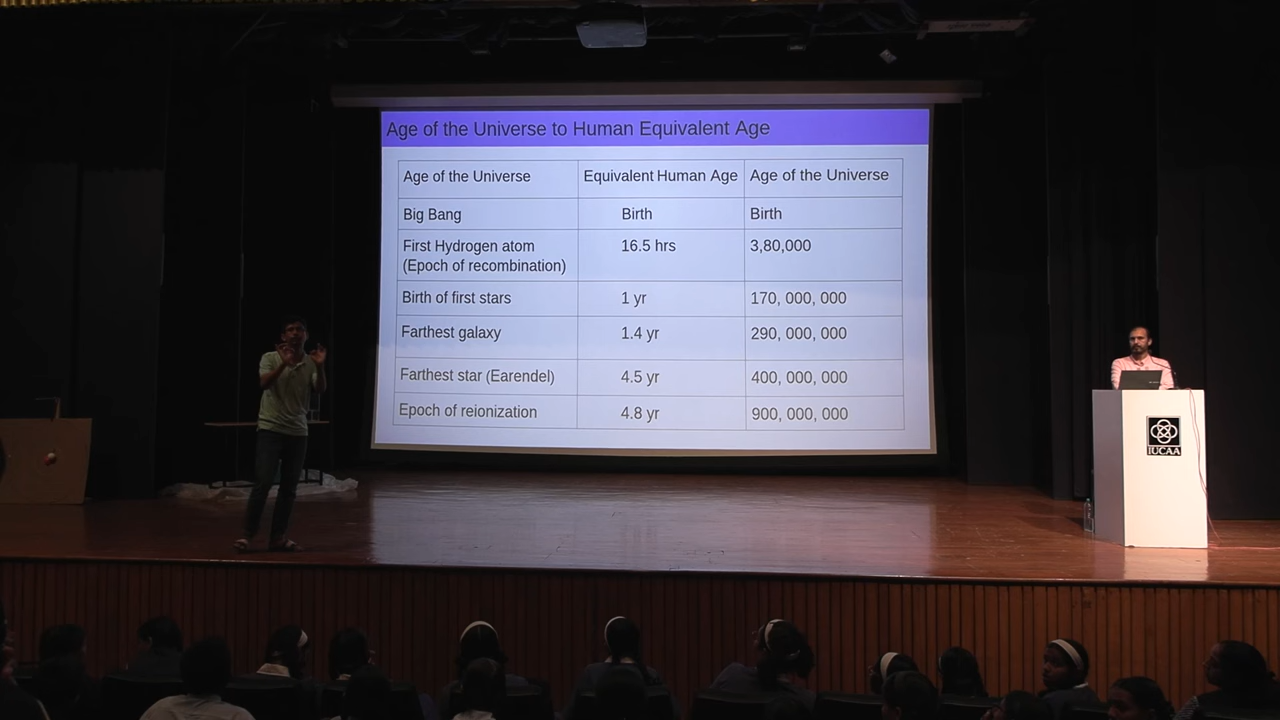 Age of the Universe to Human Equivalent Age
Age of the Universe Equivalent Human Age Age of the Universe
Big Bang Birth Birth
First Hydrogen atom 16.5 hrs 3,80,000
(Epoch of recombination)
Birth of first stars 1 yr 170, 000, 000
Farthest galaxy 1.4 yr 290, 000, 000
Farthest star (Earendel) 4.5 yr 400, 000, 000
Epoch of reionization 4.8 yr 900, 000, 000
IUCAA